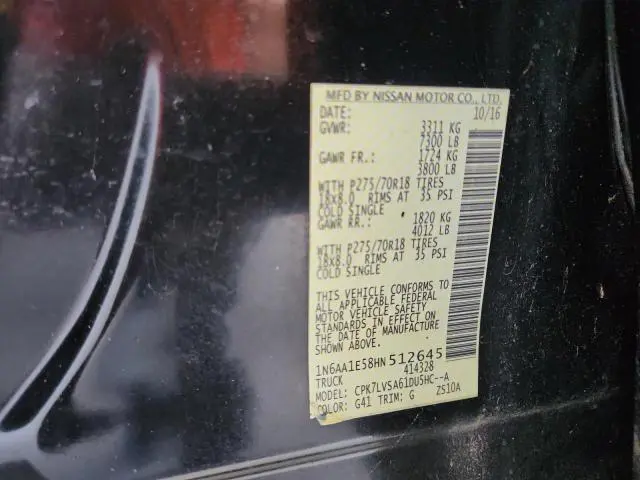 MFD BY NISSAN MOTOR CO., LTD.
DATE: 10/16
GVWR: 3311 KG
7300 LB
GAWR FR.: 1724 KG
3800 LB
WITH P275/70R18 TIRES
18x8.0 RIMS AT 35 PSI
COLD SINGLE
GAWR RR.: 1820 KG
4012 LB
WITH P275/70R18 TIRES
18x8.0 RIMS AT 35 PSI
COLD SINGLE
THIS VEHICLE CONFORMS TO
ALL APPLICABLE FEDERAL
MOTOR VEHICLE SAFETY
STANDARDS IN EFFECT ON
THE DATE OF MANUFACTURE
SHOWN ABOVE.
1N6AA1E58HN512645
TRUCK 414328
MODEL: CPK7LVSA61DU5HC--A
COLOR: G41 TRIM: G ZS10A